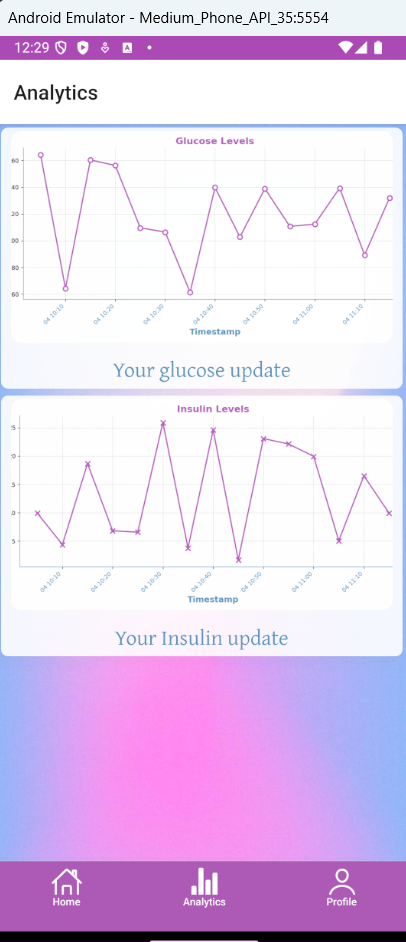 Android Emulator - Medium_Phone_API_35:5554
12:29
Analytics
Glucose Levels
60
40
20
00
80
60
04 10:10
04 10:20
04 10:30
04 10:40
04 10:50
04 11:00
04 11:10
Timestamp
Your glucose update
Insulin Levels
5
0
5
0
5
04 10:10
04 10:20
04 10:30
04 10:40
04 10:50
04 11:00
04 11:10
Timestamp
Your Insulin update
Home
Analytics
Profile